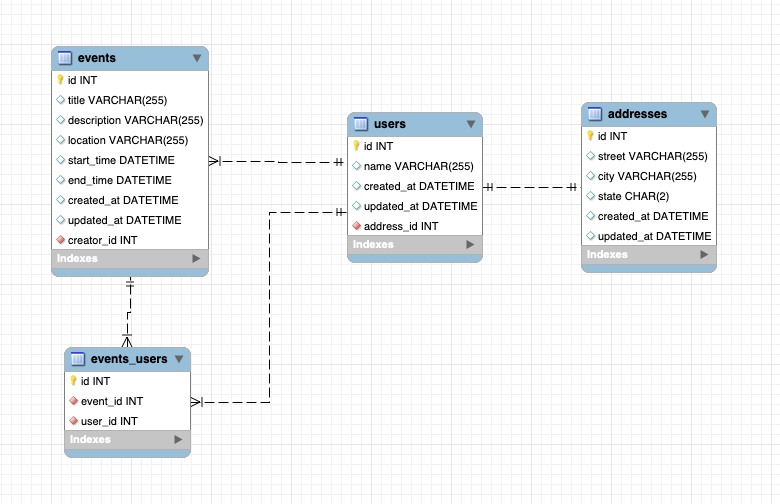 events
id INT
title VARCHAR(255)
description VARCHAR(255)
location VARCHAR(255)
start_time DATETIME
end_time DATETIME
created_at DATETIME
updated_at DATETIME
creator_id INT
Indexes
users
id INT
name VARCHAR(255)
created_at DATETIME
updated_at DATETIME
address_id INT
Indexes
addresses
id INT
street VARCHAR(255)
city VARCHAR(255)
state CHAR(2)
created_at DATETIME
updated_at DATETIME
Indexes
events_users
id INT
event_id INT
user_id INT
Indexes